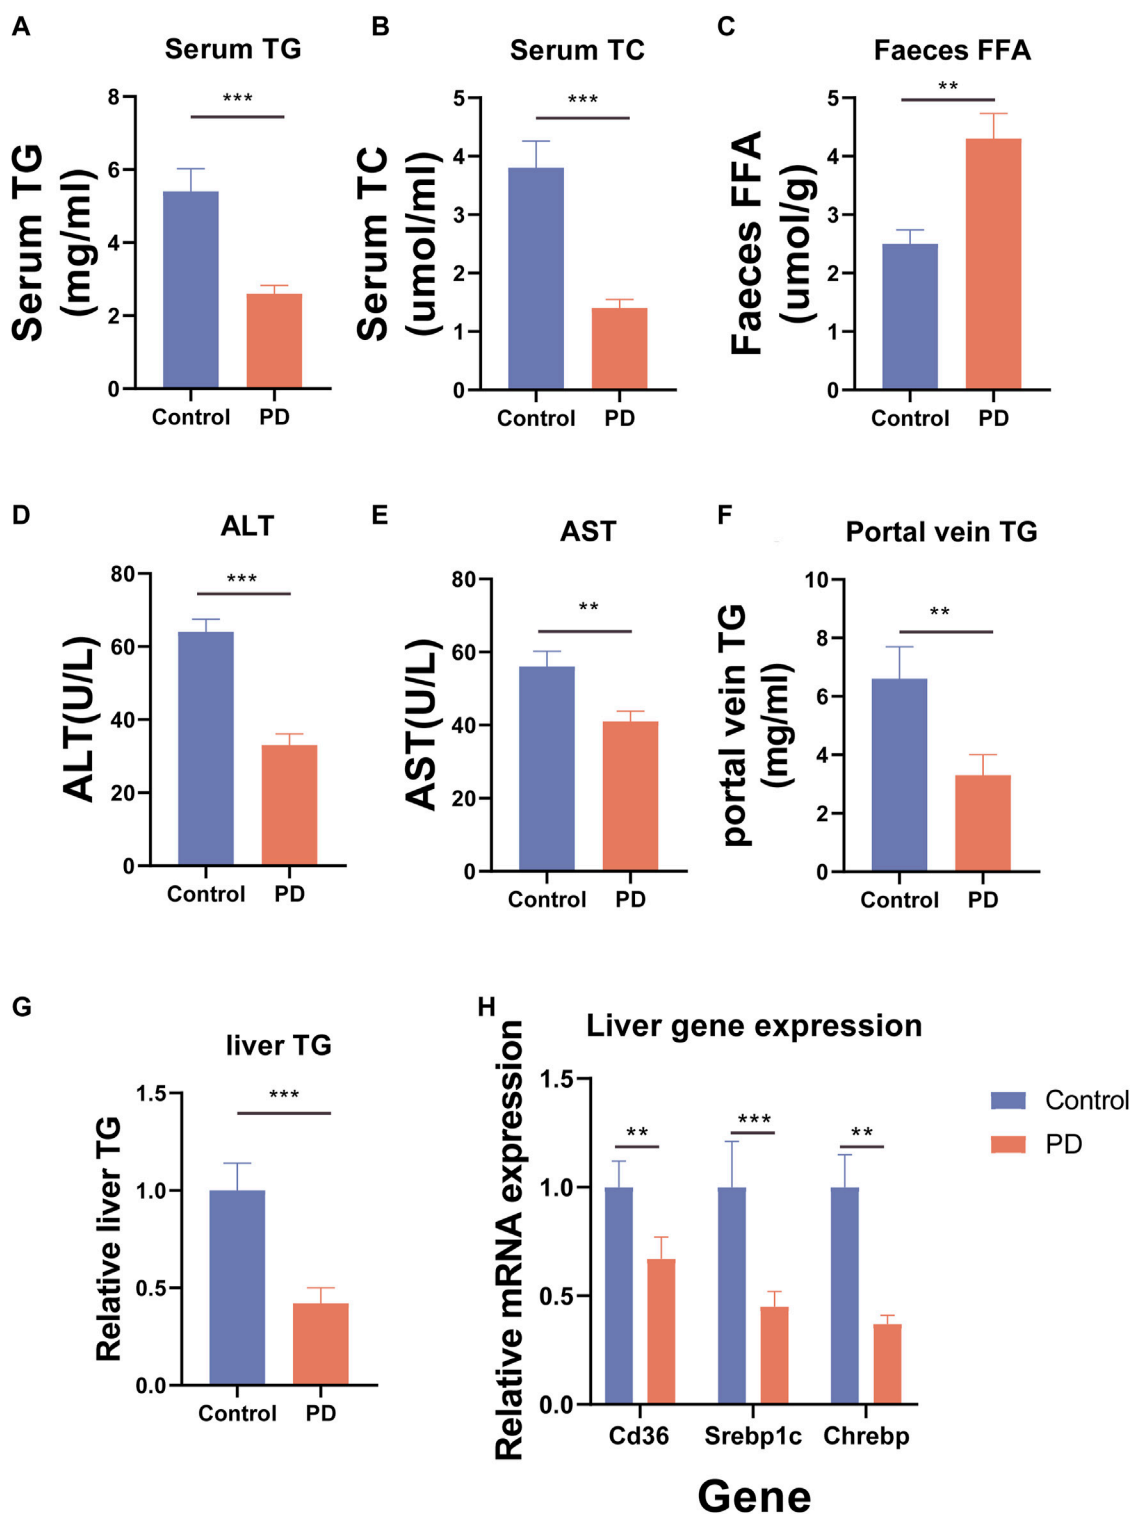 A
Serum TG
***
8
6
4
2
0
Serum TG
(mg/ml)
Control PD
B
Serum TC
***
5
4
3
2
1
0
Serum TC
(umol/ml)
Control PD
C
Faeces FFA
**
5
4
3
2
1
0
Faeces FFA
(umol/g)
Control PD
D
ALT
***
80
60
40
20
0
ALT(U/L)
Control PD
E
AST
**
80
60
40
20
0
AST(U/L)
Control PD
F
Portal vein TG
**
10
8
6
4
2
0
portal vein TG
(mg/ml)
Control PD
G
liver TG
***
1.5
1.0
0.5
0.0
Relative liver TG
Control PD
H
Liver gene expression
** *** **
1.5
1.0
0.5
0.0
Relative mRNA expression
Cd36 Srebp1c Chrebp
Gene
Control
PD